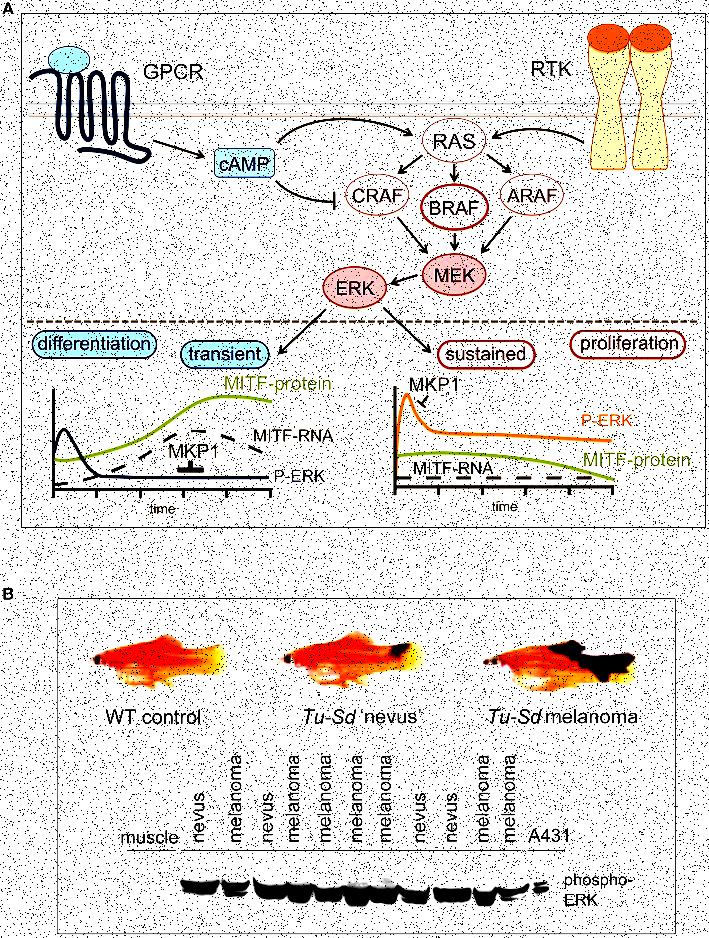 A
GPCR
RTK
cAMP
RAS
CRAF
BRAF
ARAF
MEK
ERK
differentiation
transient
sustained
proliferation
MITF-protein
MITF-RNA
MKP1
P-ERK
time
MKP1
P-ERK
MITF-protein
MITF-RNA
time
B
WT control
Tu-Sd 'nevus'
Tu-Sd melanoma
muscle
nevus
melanoma
nevus
melanoma
melanoma
melanoma
melanoma
nevus
nevus
melanoma
melanoma
A431
phospho-
ERK